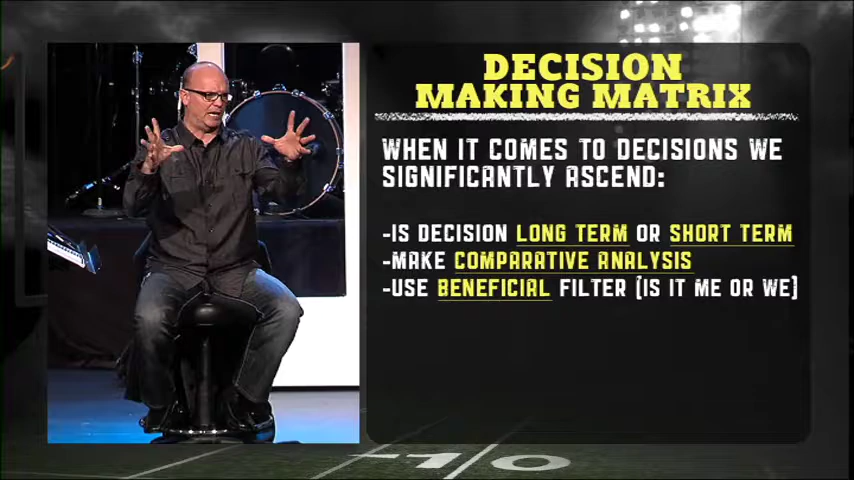 DECISION
MAKING MATRIX
WHEN IT COMES TO DECISIONS WE
SIGNIFICANTLY ASCEND:
-IS DECISION LONG TERM OR SHORT TERM
-MAKE COMPARATIVE ANALYSIS
-USE BENEFICIAL FILTER [IS IT ME OR WE]
-10